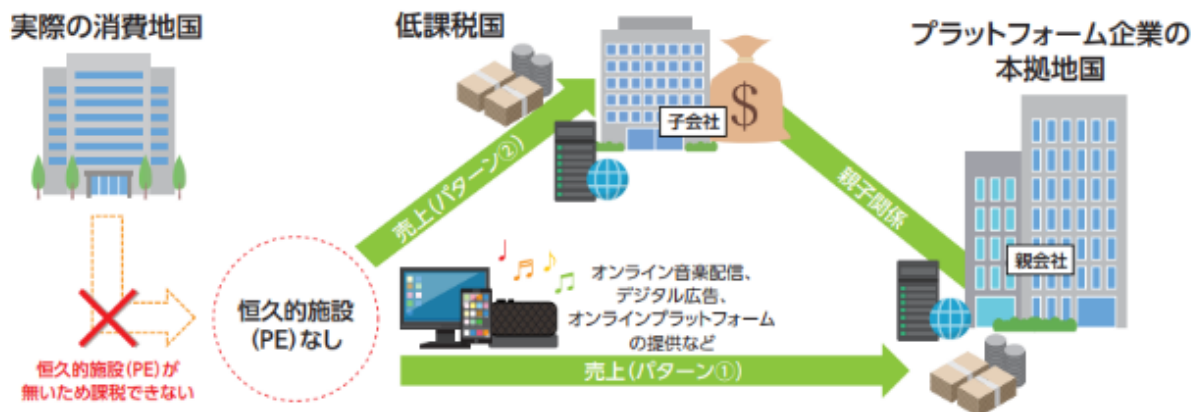 実際の消費地国
低課税国
プラットフォーム企業の
本拠地国
子会社
$
売上(パターン②)
親子関係
親会社
恒久的施設
(PE)なし
オンライン音楽配信、
デジタル広告、
オンラインプラットフォーム
の提供など
恒久的施設(PE)が
無いため課税できない
売上(パターン①)